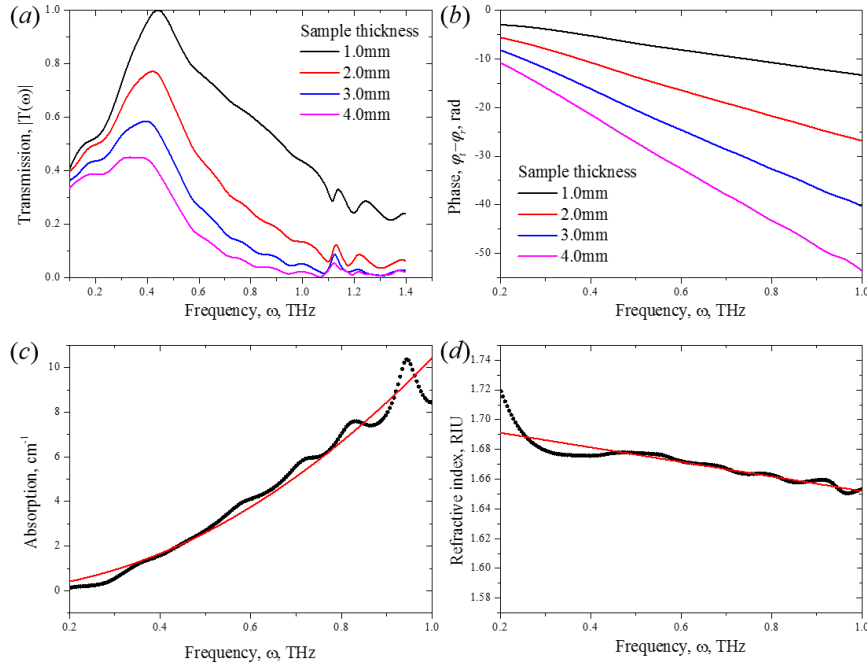 (a)
Transmission, |T(ω)|
1.0
0.8
0.6
0.4
0.2
0.0
Sample thickness
1.0mm
2.0mm
3.0mm
4.0mm
0.2 0.4 0.6 0.8 1.0 1.2 1.4
Frequency, ω, THz
(b)
Phase, φt−φr, rad
0
-10
-20
-30
-40
-50
Sample thickness
1.0mm
2.0mm
3.0mm
4.0mm
0.2 0.4 0.6 0.8 1.0
Frequency, ω, THz
(c)
Absorption, cm-1
10
8
6
4
2
0
0.2 0.4 0.6 0.8 1.0
Frequency, ω, THz
(d)
Refractive index, RIU
1.74
1.72
1.70
1.68
1.66
1.64
1.62
1.60
1.58
0.2 0.4 0.6 0.8 1.0
Frequency, ω, THz